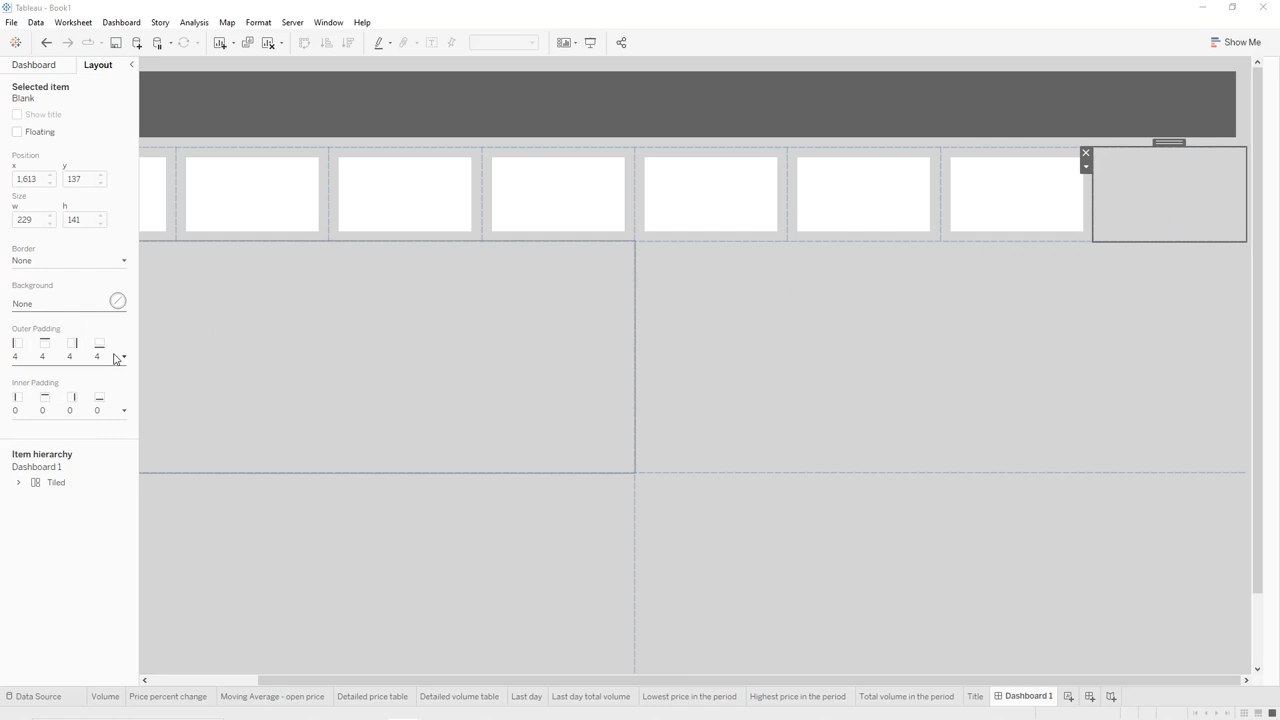 Tableau - Book1
File Data Worksheet Dashboard Story Analysis Map Format Server Window Help
Show Me
Dashboard Layout
Selected item
Blank
Show title
Floating
Position
x y
1,613 137
Size
w h
229 141
Border
None
Background
None
Outer Padding
4 4 4 4
Inner Padding
0 0 0 0
Item hierarchy
Dashboard 1
Tiled
Data Source Volume Price percent change Moving Average - open price Detailed price table Detailed volume table Last day Last day total volume Lowest price in the period Highest price in the period Total volume in the period Title Dashboard 1